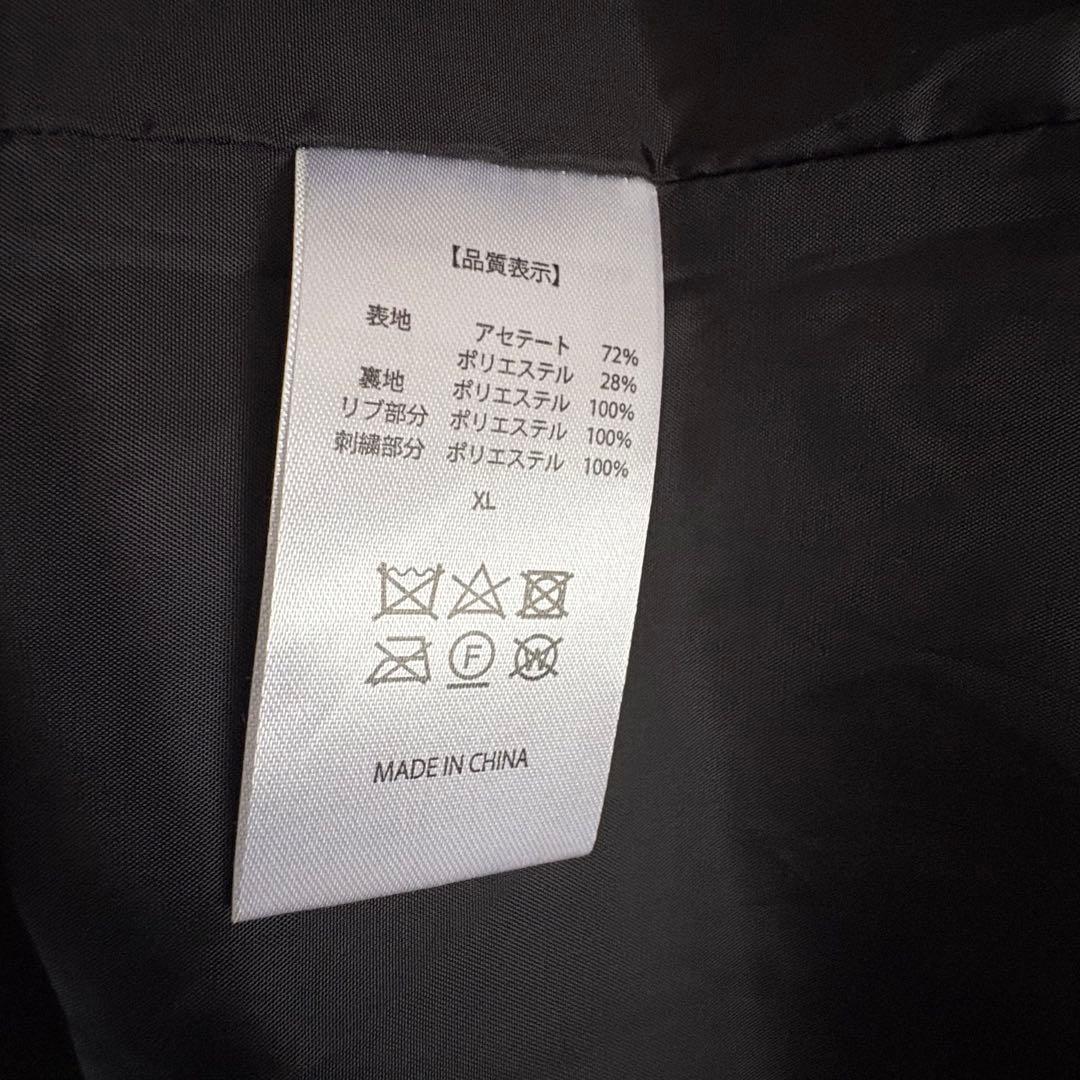 【品質表示】
表地 アセテート 72%
ポリエステル 28%
裏地 ポリエステル 100%
リブ部分 ポリエステル 100%
刺繍部分 ポリエステル 100%
XL
F W
MADE IN CHINA